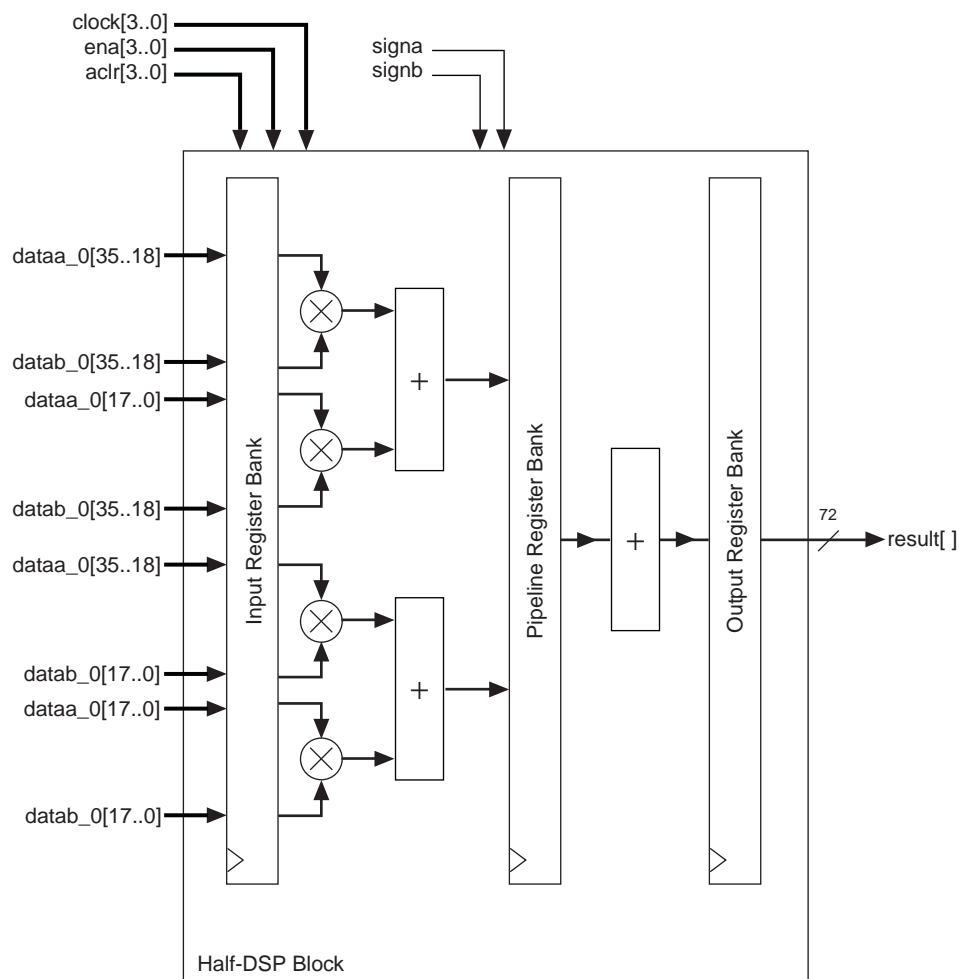 clock[3..0]
ena[3..0]
aclr[3..0]
signa
signb
dataa_0[35..18]
datab_0[35..18]
dataa_0[17..0]
datab_0[35..18]
dataa_0[35..18]
datab_0[17..0]
dataa_0[17..0]
datab_0[17..0]
Input Register Bank
+
+
Pipeline Register Bank
+
Output Register Bank
72
result[ ]
Half-DSP Block